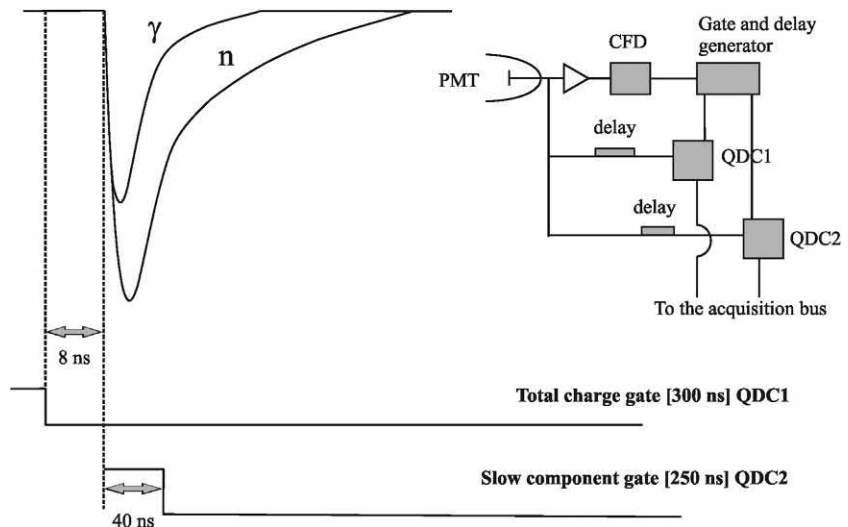 γ
n
8 ns
40 ns
Total charge gate [300 ns] QDC1
Slow component gate [250 ns] QDC2
PMT
CFD
Gate and delay
generator
delay
QDC1
delay
QDC2
To the acquisition bus